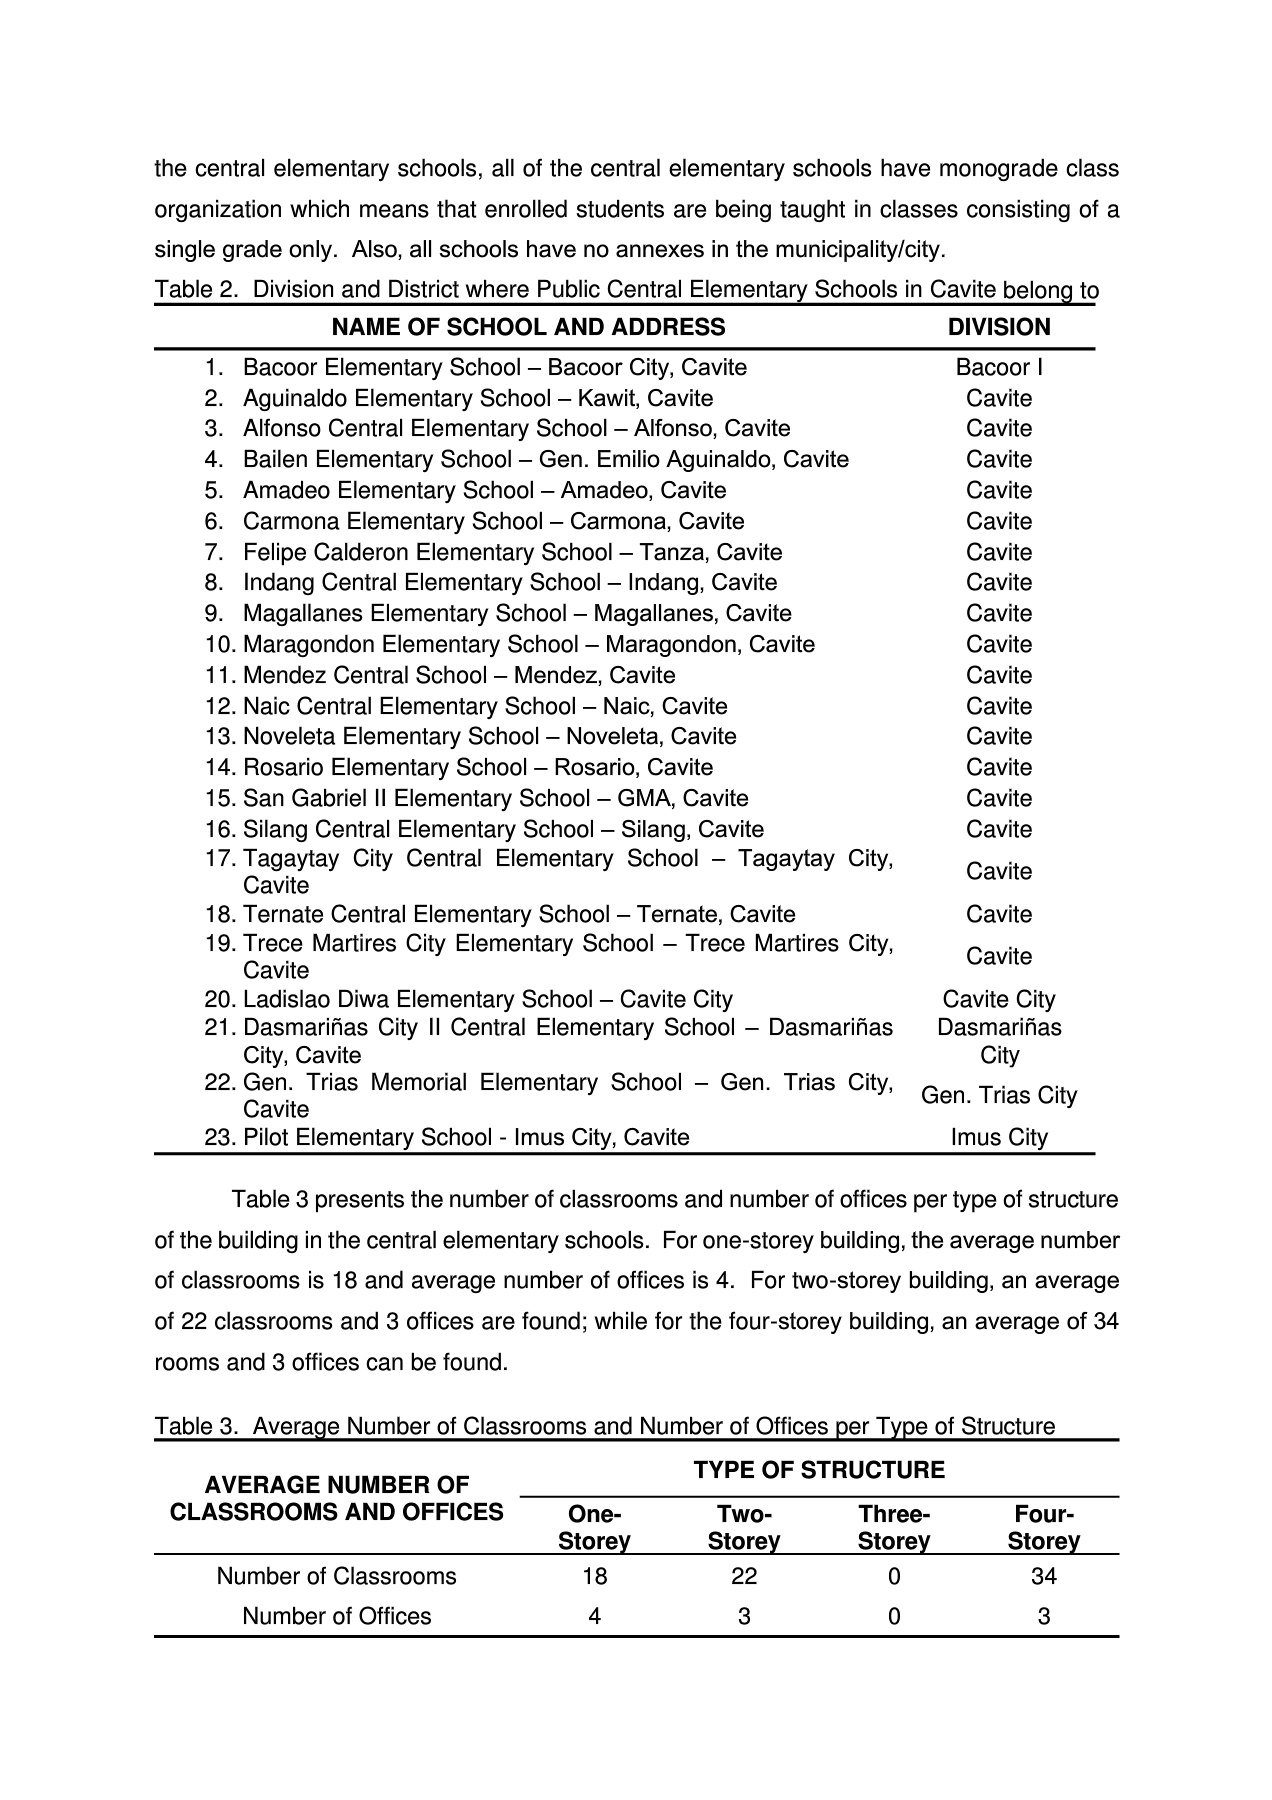 the central elementary schools, all of the central elementary schools have monograde class
organization which means that enrolled students are being taught in classes consisting of a
single grade only.  Also, all schools have no annexes in the municipality/city.
Table 2.  Division and District where Public Central Elementary Schools in Cavite belong to
NAME OF SCHOOL AND ADDRESS DIVISION
1. Bacoor Elementary School – Bacoor City, Cavite Bacoor I
2. Aguinaldo Elementary School – Kawit, Cavite Cavite
3. Alfonso Central Elementary School – Alfonso, Cavite Cavite
4. Bailen Elementary School – Gen. Emilio Aguinaldo, Cavite Cavite
5. Amadeo Elementary School – Amadeo, Cavite Cavite
6. Carmona Elementary School – Carmona, Cavite Cavite
7. Felipe Calderon Elementary School – Tanza, Cavite Cavite
8. Indang Central Elementary School – Indang, Cavite Cavite
9. Magallanes Elementary School – Magallanes, Cavite Cavite
10. Maragondon Elementary School – Maragondon, Cavite Cavite
11. Mendez Central School – Mendez, Cavite Cavite
12. Naic Central Elementary School – Naic, Cavite Cavite
13. Noveleta Elementary School – Noveleta, Cavite Cavite
14. Rosario Elementary School – Rosario, Cavite Cavite
15. San Gabriel II Elementary School – GMA, Cavite Cavite
16. Silang Central Elementary School – Silang, Cavite Cavite
17. Tagaytay City Central Elementary School – Tagaytay City,
Cavite Cavite
18. Ternate Central Elementary School – Ternate, Cavite Cavite
19. Trece Martires City Elementary School – Trece Martires City,
Cavite Cavite
20. Ladislao Diwa Elementary School – Cavite City Cavite City
21. Dasmariñas City II Central Elementary School – Dasmariñas Dasmariñas
City, Cavite City
22. Gen. Trias Memorial Elementary School – Gen. Trias City,
Cavite Gen. Trias City
23. Pilot Elementary School - Imus City, Cavite Imus City
Table 3 presents the number of classrooms and number of offices per type of structure
of the building in the central elementary schools.  For one-storey building, the average number
of classrooms is 18 and average number of offices is 4.  For two-storey building, an average
of 22 classrooms and 3 offices are found; while for the four-storey building, an average of 34
rooms and 3 offices can be found.
Table 3.  Average Number of Classrooms and Number of Offices per Type of Structure
AVERAGE NUMBER OF
CLASSROOMS AND OFFICES
TYPE OF STRUCTURE
One- Two- Three- Four-
Storey Storey Storey Storey
Number of Classrooms 18 22 0 34
Number of Offices 4 3 0 3